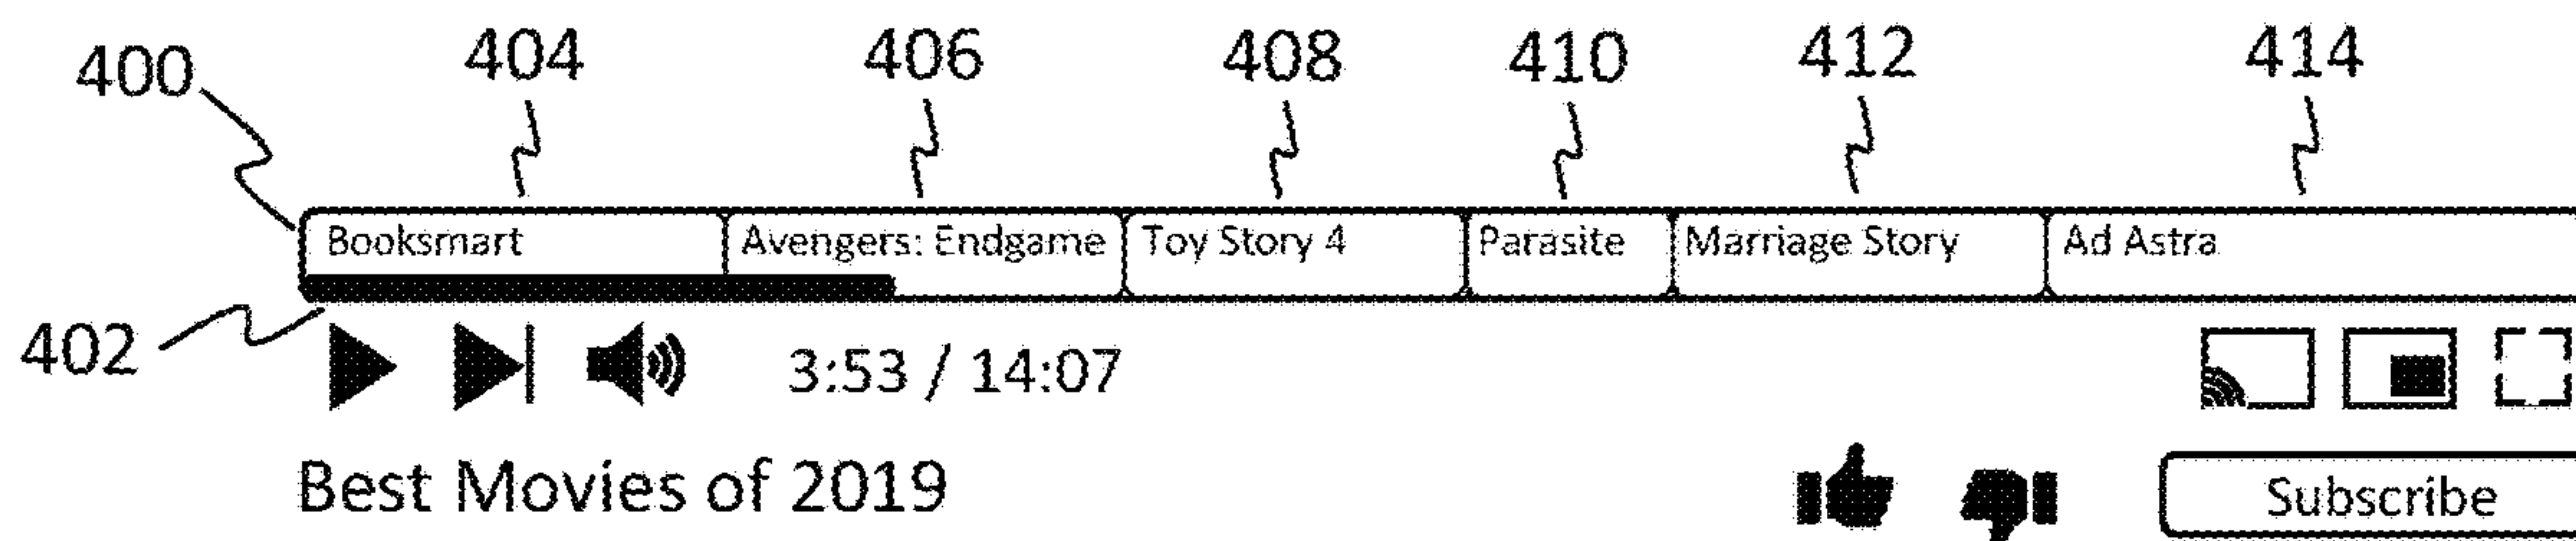 400 404 406 408 410 412 414
Booksmart Avengers: Endgame Toy Story 4 Parasite Marriage Story Ad Astra
402 3:53 / 14:07
Best Movies of 2019 Subscribe